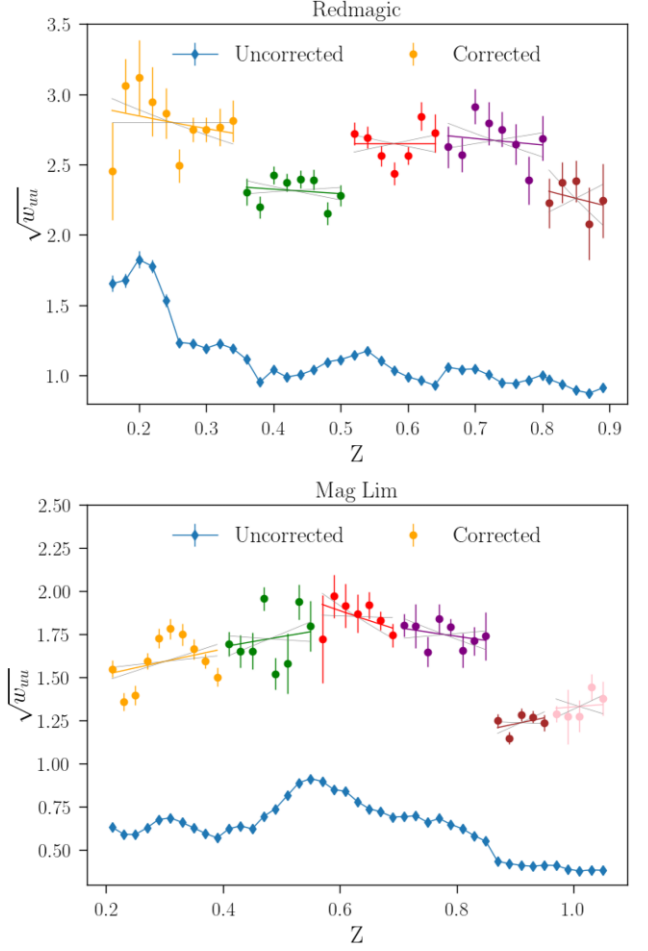 Redmagic
3.5
Uncorrected
Corrected
3.0
2.5
√w_uu
2.0
1.5
1.0
0.2 0.3 0.4 0.5 0.6 0.7 0.8 0.9
Z
Mag Lim
2.50
Uncorrected
Corrected
2.25
2.00
1.75
1.50
√w_uu
1.25
1.00
0.75
0.50
0.2 0.4 0.6 0.8 1.0
Z